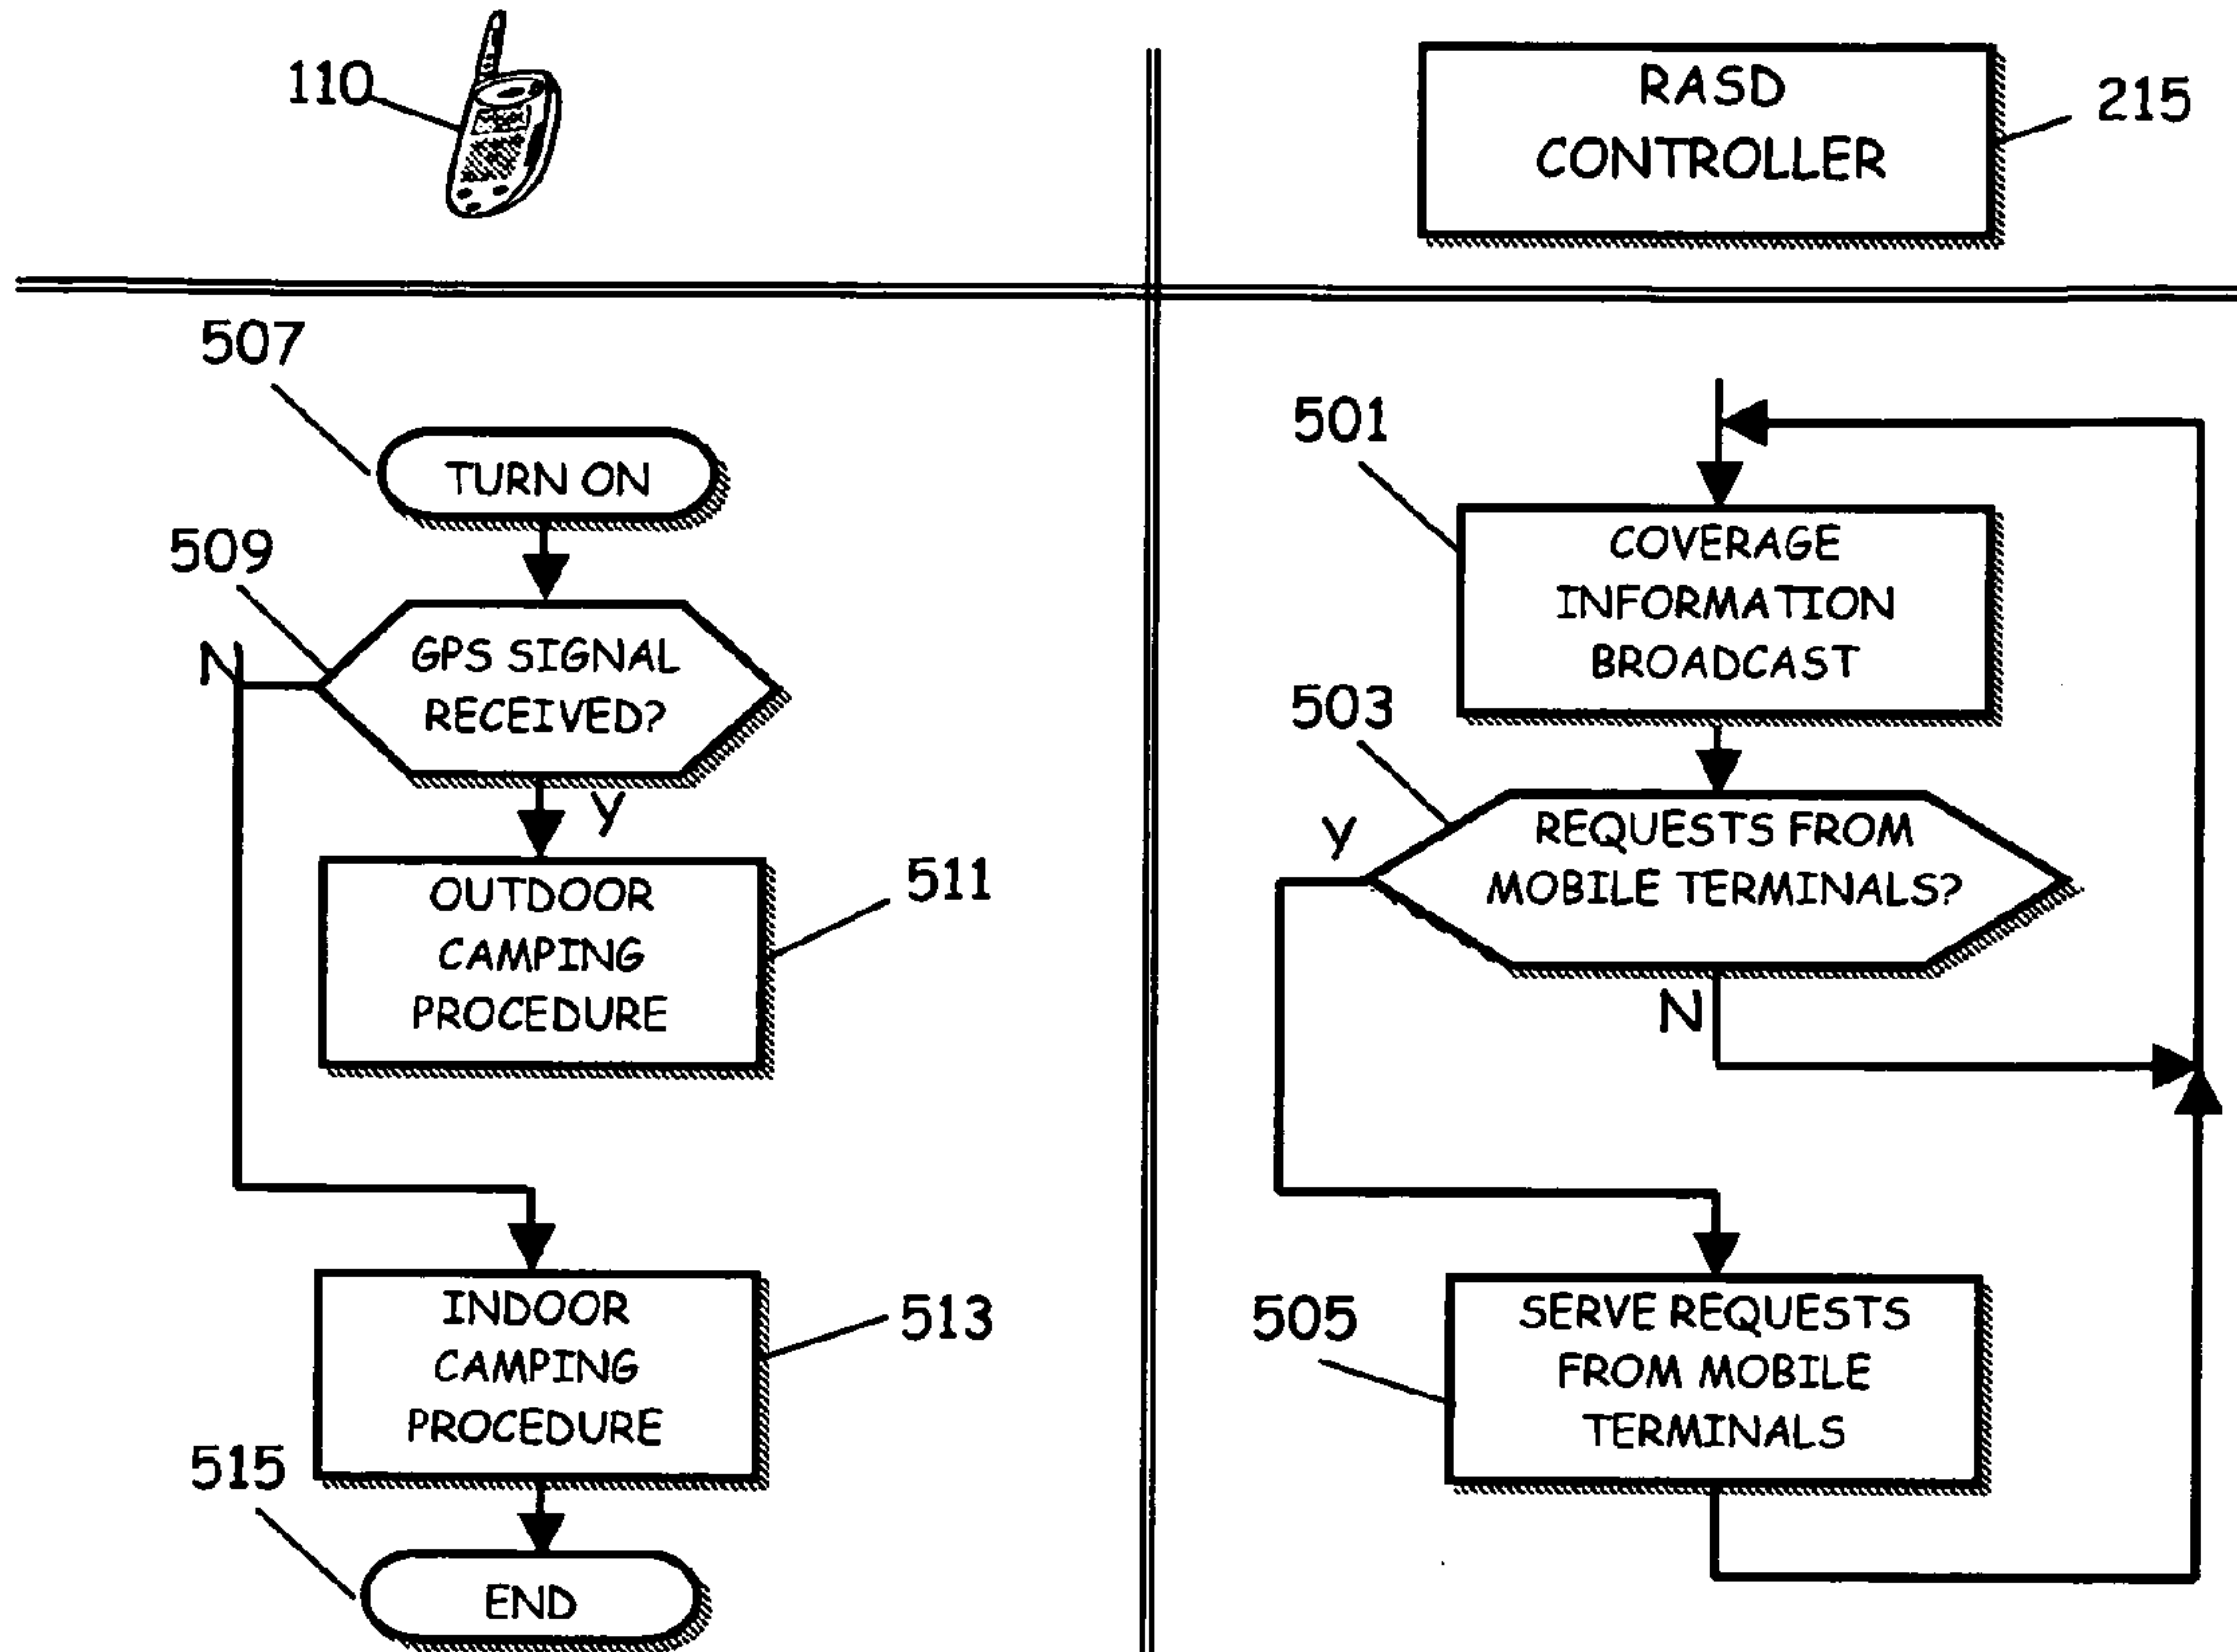 110
RASD
CONTROLLER
215
507
TURN ON
509
N
GPS SIGNAL
RECEIVED?
Y
OUTDOOR
CAMPING
PROCEDURE
511
INDOOR
CAMPING
PROCEDURE
513
515
END
501
COVERAGE
INFORMATION
BROADCAST
503
Y
REQUESTS FROM
MOBILE TERMINALS?
N
505
SERVE REQUESTS
FROM MOBILE
TERMINALS